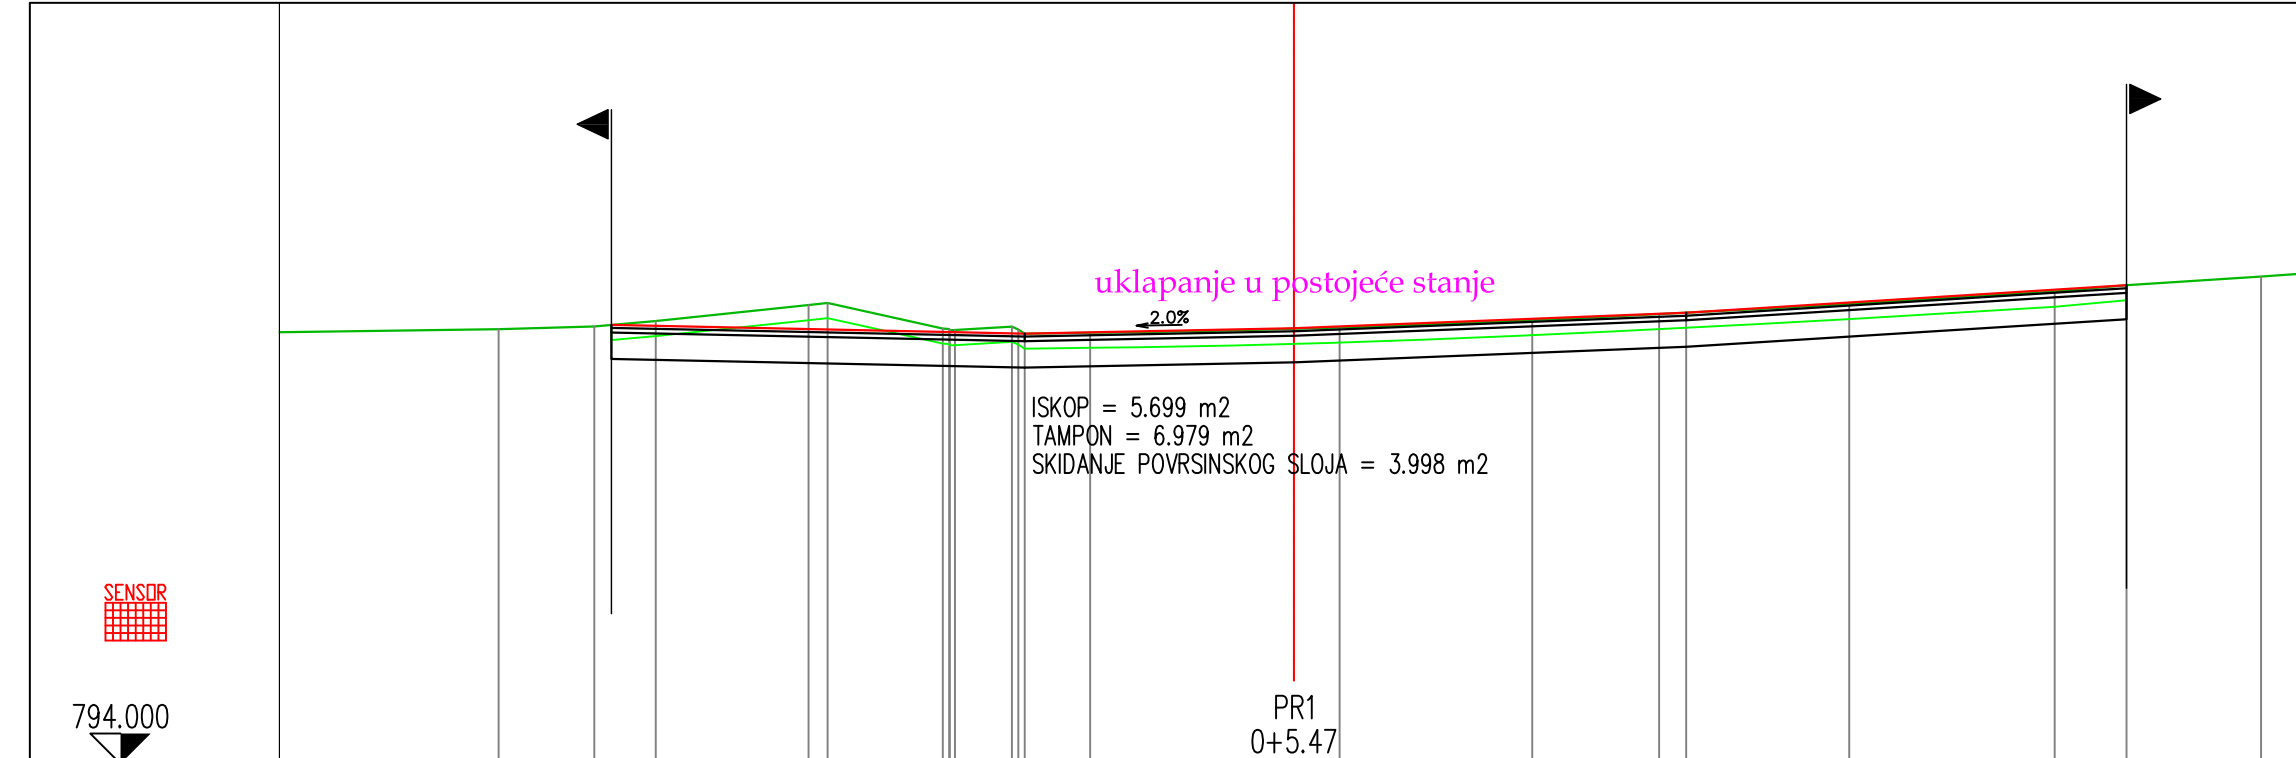 uklapanje u postojeće stanje
2.0%
ISKOP = 5.699 m2
TAMPON = 6.979 m2
SKIDANJE POVRSINSKOG SLOJA = 3.998 m2
SENSOR
794.000
PR1
0+5.47